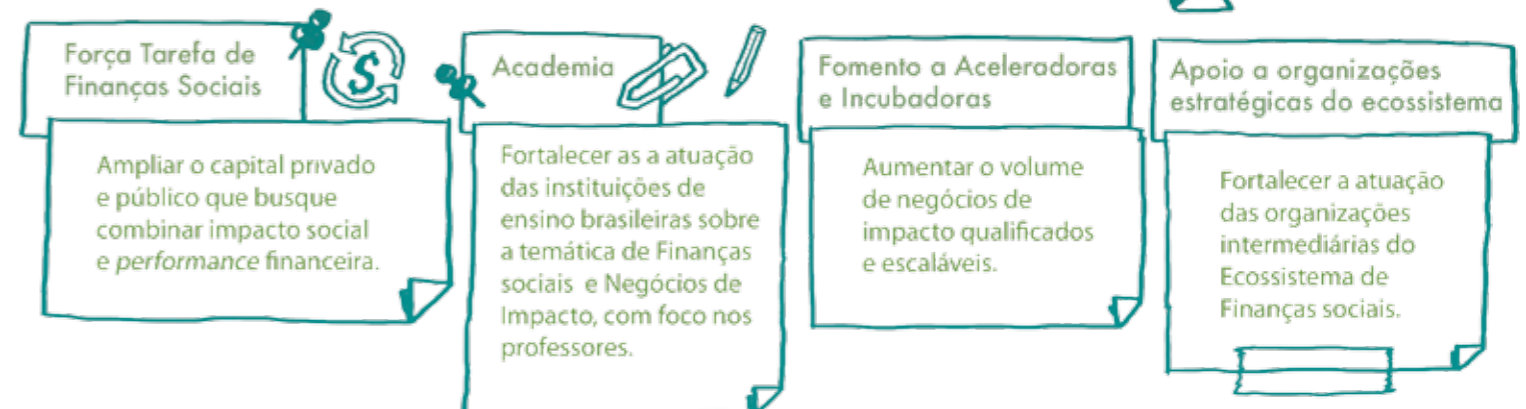 Força Tarefa de
Finanças Sociais
$
Ampliar o capital privado
e público que busque
combinar impacto social
e performance financeira.
Academia
Fortalecer as a atuação
das instituições de
ensino brasileiras sobre
a temática de Finanças
sociais e Negócios de
Impacto, com foco nos
professores.
Fomento a Aceleradoras
e Incubadoras
Aumentar o volume
de negócios de
impacto qualificados
e escaláveis.
Apoio a organizações
estratégicas do ecossistema
Fortalecer a atuação
das organizações
intermediárias do
Ecossistema de
Finanças sociais.